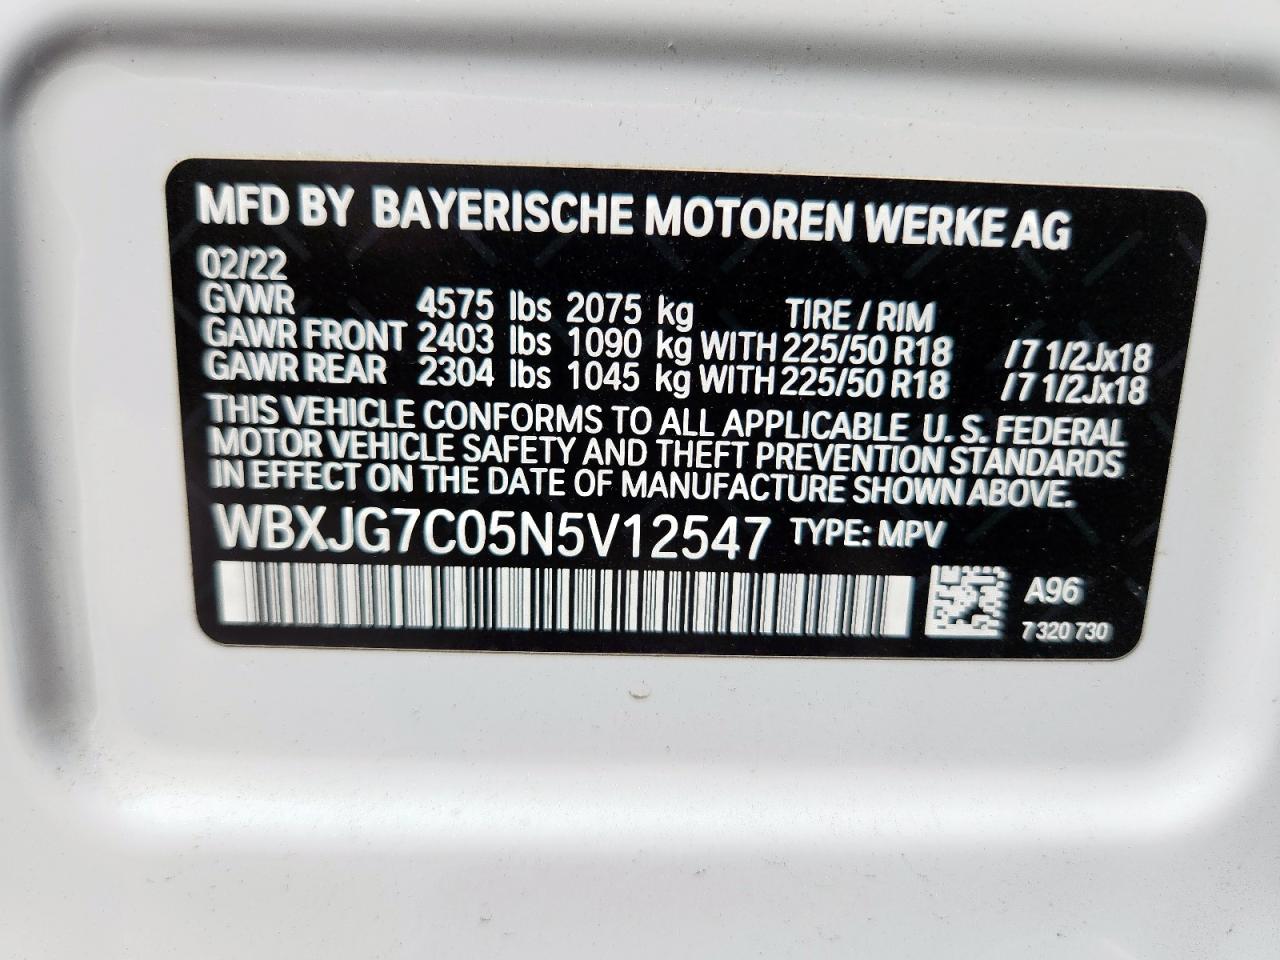 MFD BY BAYERISCHE MOTOREN WERKE AG
02/22
GVWR 4575 lbs 2075 kg TIRE / RIM
GAWR FRONT 2403 lbs 1090 kg WITH 225/50 R18 /7 1/2Jx18
GAWR REAR 2304 lbs 1045 kg WITH 225/50 R18 /7 1/2Jx18
THIS VEHICLE CONFORMS TO ALL APPLICABLE U. S. FEDERAL
MOTOR VEHICLE SAFETY AND THEFT PREVENTION STANDARDS
IN EFFECT ON THE DATE OF MANUFACTURE SHOWN ABOVE.
WBXJG7C05N5V12547 TYPE: MPV
A96
7 320 730